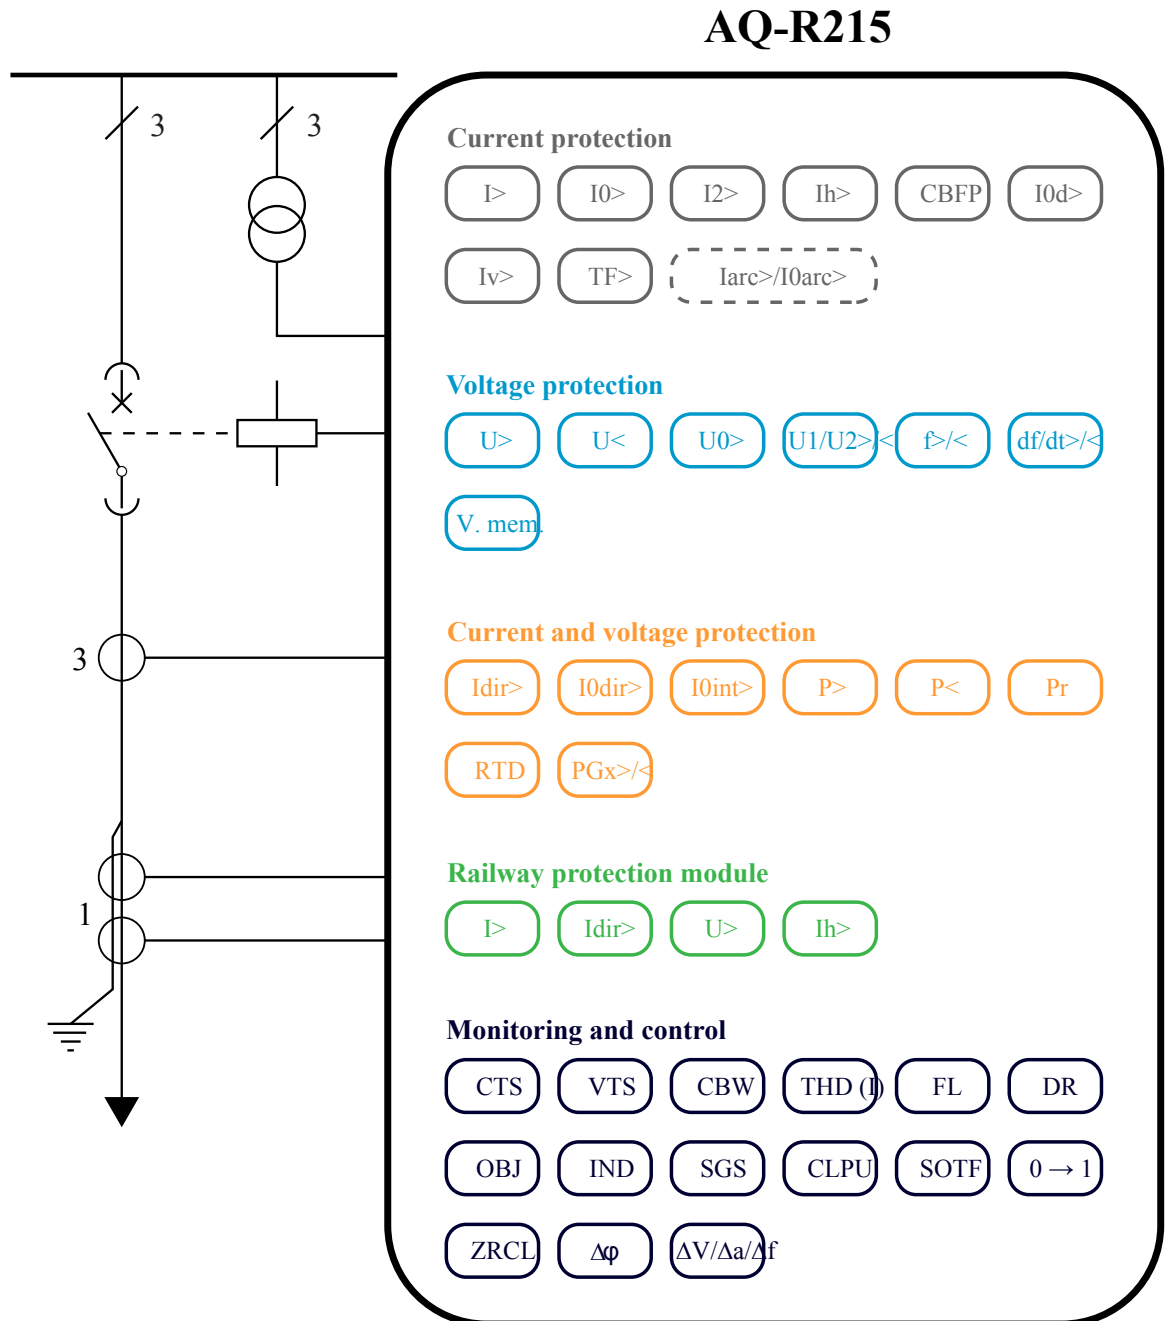 AQ-R215
3 3
Current protection
I> I0> I2> Ih> CBFP I0d>
Iv> TF> Iarc>/I0arc>
Voltage protection
U> U< U0> U1/U2>/< f>/< df/dt>/<
V. mem.
Current and voltage protection
3
Idir> I0dir> I0int> P> P< Pr
RTD PGx>/<
Railway protection module
1
I> Idir> U> Ih>
Monitoring and control
CTS VTS CBW THD (I) FL DR
OBJ IND SGS CLPU SOTF 0 → 1
ZRCL Δφ ΔV/Δa/Δf